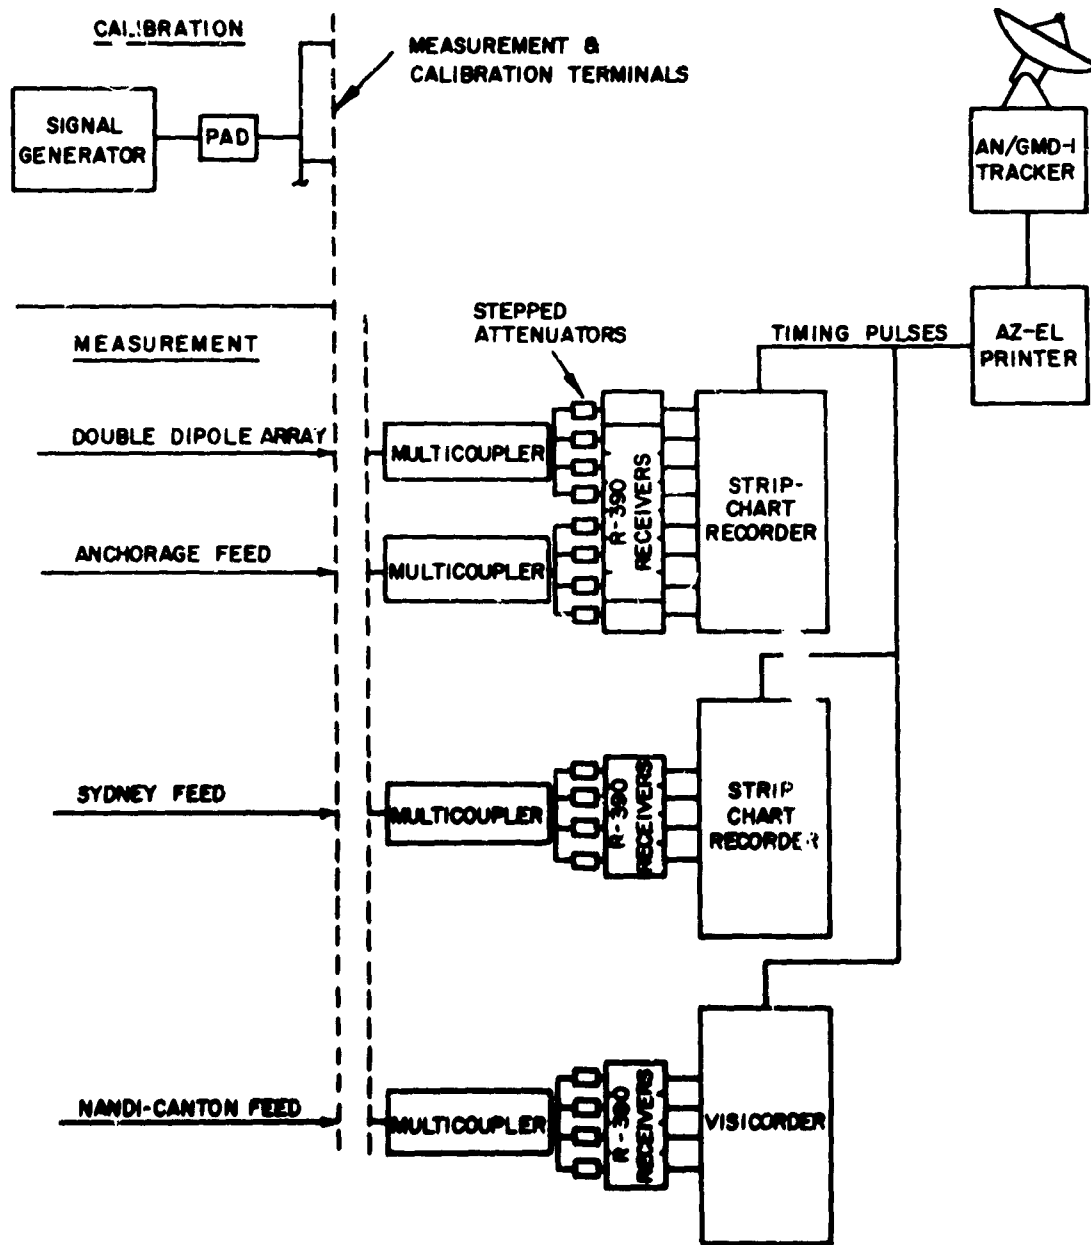 CALIBRATION
MEASUREMENT &
CALIBRATION TERMINALS
SIGNAL
GENERATOR
PAD
AN/GMD-1
TRACKER
STEPPED
ATTENUATORS
TIMING PULSES
AZ-EL
PRINTER
MEASUREMENT
DOUBLE DIPOLE ARRAY
MULTICOUPLER
R-390
RECEIVERS
STRIP-
CHART
RECORDER
ANCHORAGE FEED
MULTICOUPLER
SYDNEY FEED
MULTICOUPLER
R-390
RECEIVERS
STRIP
CHART
RECORDER
NANDI-CANTON FEED
MULTICOUPLER
R-390
RECEIVERS
VISICORDER